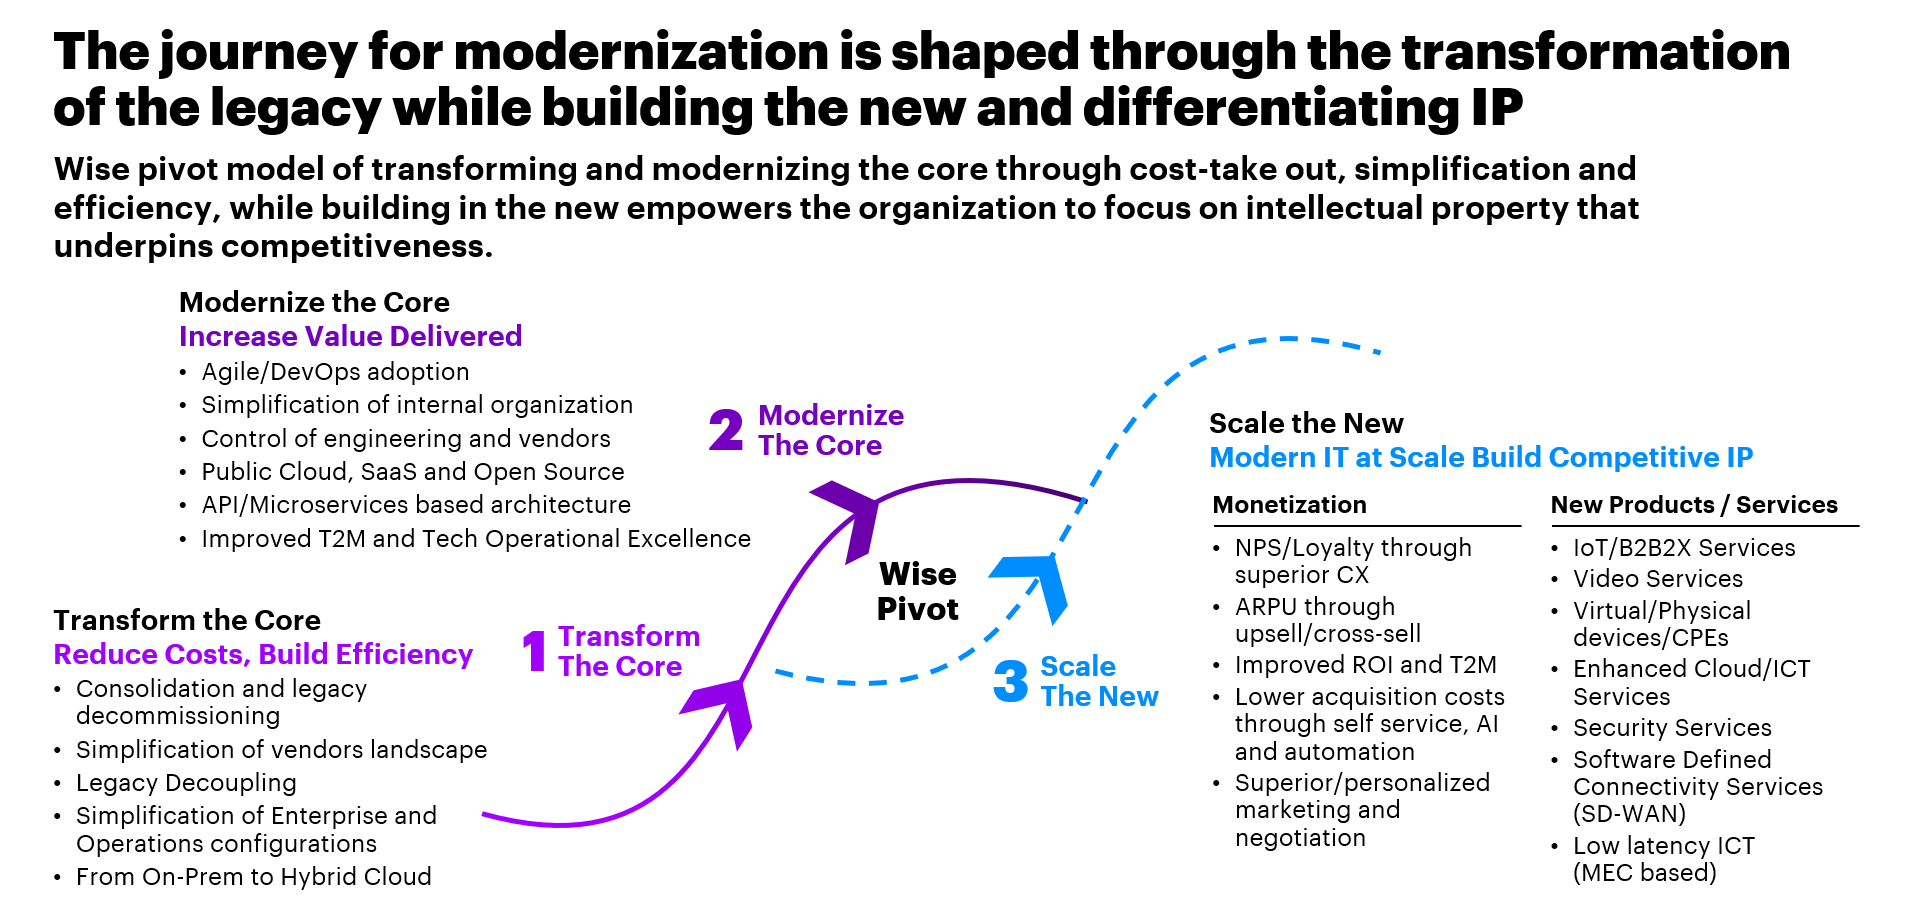 The journey for modernization is shaped through the transformation
of the legacy while building the new and differentiating IP
Wise pivot model of transforming and modernizing the core through cost-take out, simplification and
efficiency, while building in the new empowers the organization to focus on intellectual property that
underpins competitiveness.
Modernize the Core
Increase Value Delivered
• Agile/DevOps adoption
• Simplification of internal organization
• Control of engineering and vendors
• Public Cloud, SaaS and Open Source
• API/Microservices based architecture
• Improved T2M and Tech Operational Excellence
Transform the Core
Reduce Costs, Build Efficiency
• Consolidation and legacy
decommissioning
• Simplification of vendors landscape
• Legacy Decoupling
• Simplification of Enterprise and
Operations configurations
• From On-Prem to Hybrid Cloud
1 Transform
The Core
2 Modernize
The Core
Wise
Pivot
3 Scale
The New
Scale the New
Modern IT at Scale Build Competitive IP
Monetization
• NPS/Loyalty through
superior CX
• ARPU through
upsell/cross-sell
• Improved ROI and T2M
• Lower acquisition costs
through self service, AI
and automation
• Superior/personalized
marketing and
negotiation
New Products / Services
• IoT/B2B2X Services
• Video Services
• Virtual/Physical
devices/CPEs
• Enhanced Cloud/ICT
Services
• Security Services
• Software Defined
Connectivity Services
(SD-WAN)
• Low latency ICT
(MEC based)